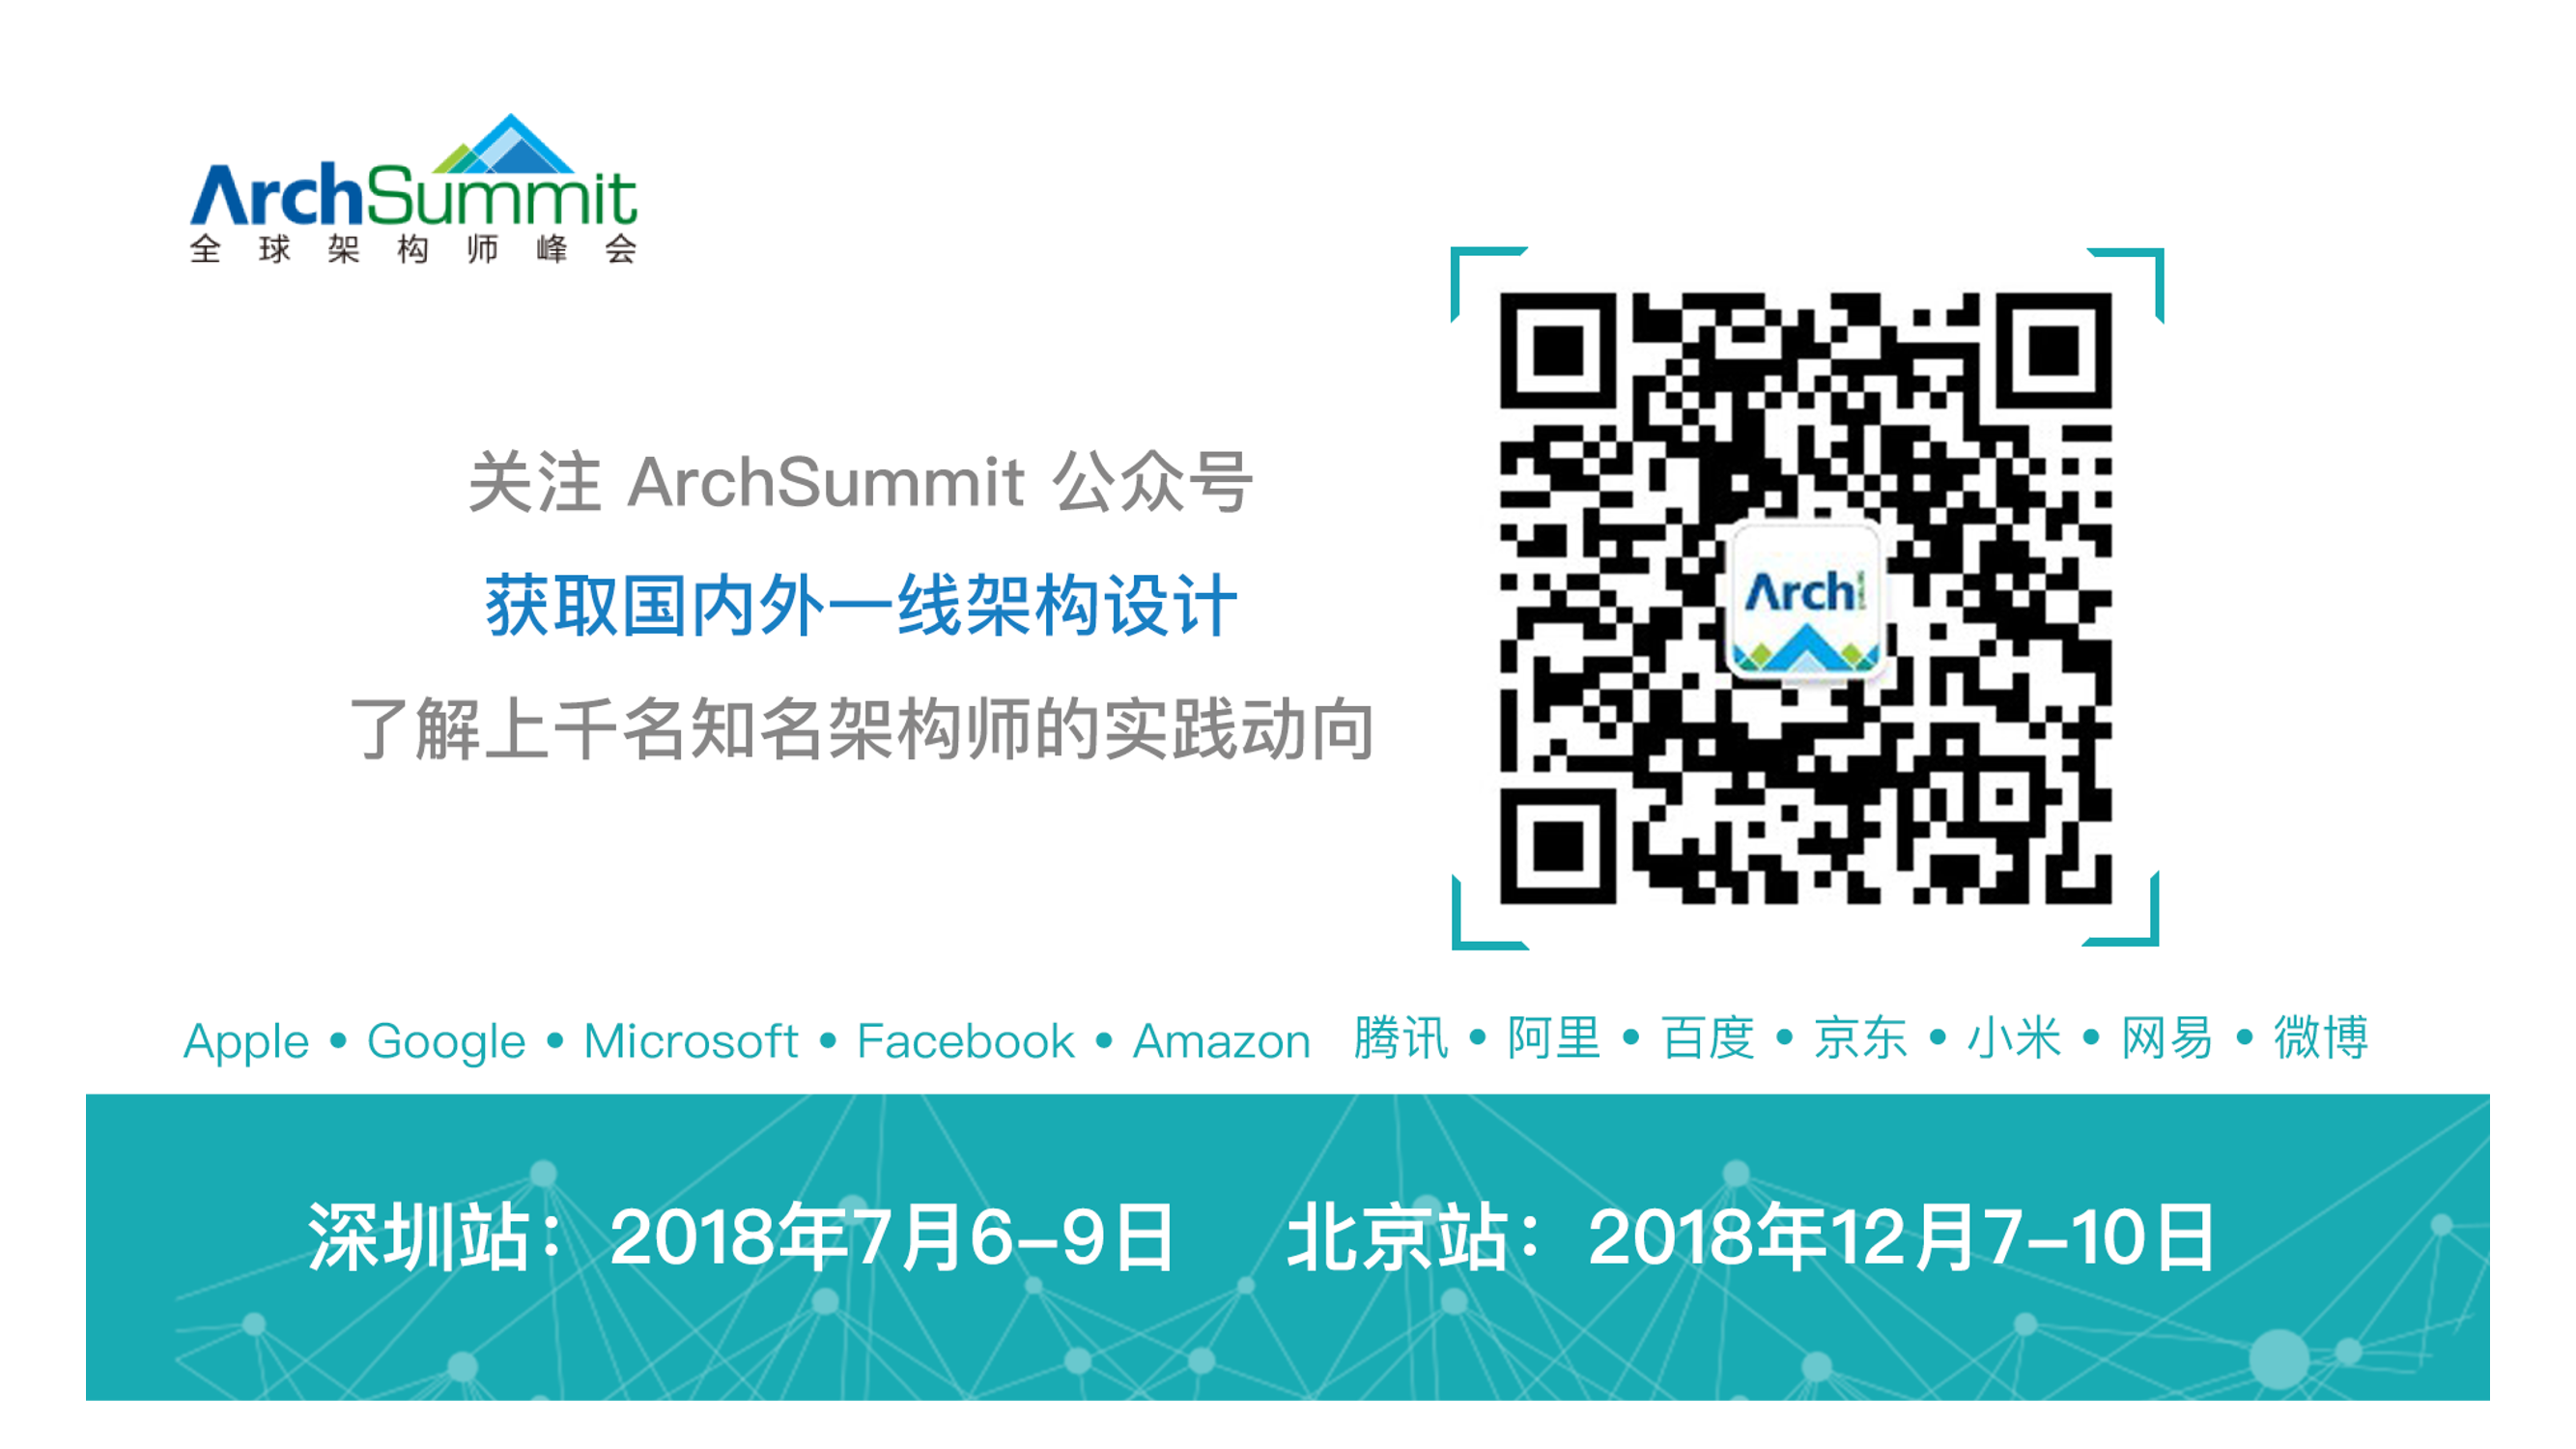 ArchSummit
全球架构师峰会
关注 ArchSummit 公众号
获取国内外一线架构设计
了解上千名知名架构师的实践动向
Arch
Apple • Google • Microsoft • Facebook • Amazon 腾讯 • 阿里 • 百度 • 京东 • 小米 • 网易 • 微博
深圳站：2018年7月6-9日 北京站：2018年12月7-10日